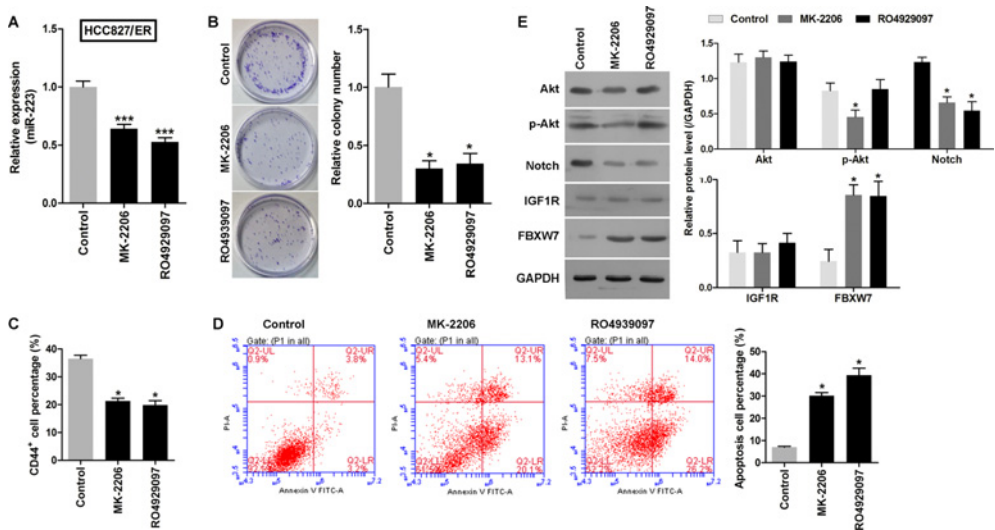 A
HCC827/ER
Relative expression
(miR-223)
1.5
1.0
0.5
0.0
***
***
Control
MK-2206
RO4929097
B
Control
MK-2206
RO4939097
Relative colony number
1.5
1.0
0.5
0.0
*
*
Control
MK-2206
RO4929097
E
Control
MK-2206
RO4929097
Akt
p-Akt
Notch
IGF1R
FBXW7
GAPDH
Control
MK-2206
RO4929097
Relative protein level (/GAPDH)
1.5
1.0
0.5
0.0
*
*
*
Akt
p-Akt
Notch
1.0
0.5
0.0
*
*
IGF1R
FBXW7
C
CD44+ cell percentage (%)
40
30
20
10
0
*
*
Control
MK-2206
RO4929097
D
Control
Gate: (P1 in all)
Q2-UL
0.9%
Q2-UR
3.8%
Q2-LR
3.2%
PI-A
Annexin V FITC-A
MK-2206
Gate: (P1 in all)
Q2-UL
5.4%
Q2-UR
13.1%
Q2-LR
20.1%
PI-A
Annexin V FITC-A
RO4939097
Gate: (P1 in all)
Q2-UL
7.5%
Q2-UR
14.0%
Q2-LR
26.2%
PI-A
Annexin V FITC-A
Apoptosis cell percentage (%)
50
40
30
20
10
0
*
*
Control
MK-2206
RO4929097